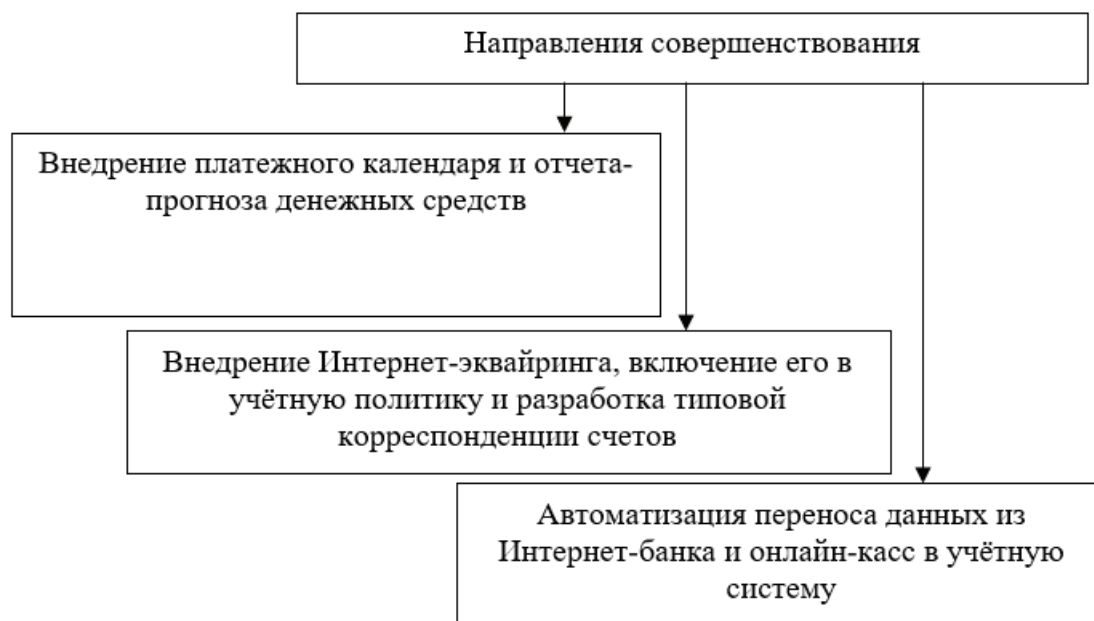 Направления совершенствования
Внедрение платежного календаря и отчета-
прогноза денежных средств
Внедрение Интернет-эквайринга, включение его в
учётную политику и разработка типовой
корреспонденции счетов
Автоматизация переноса данных из
Интернет-банка и онлайн-касс в учётную
систему